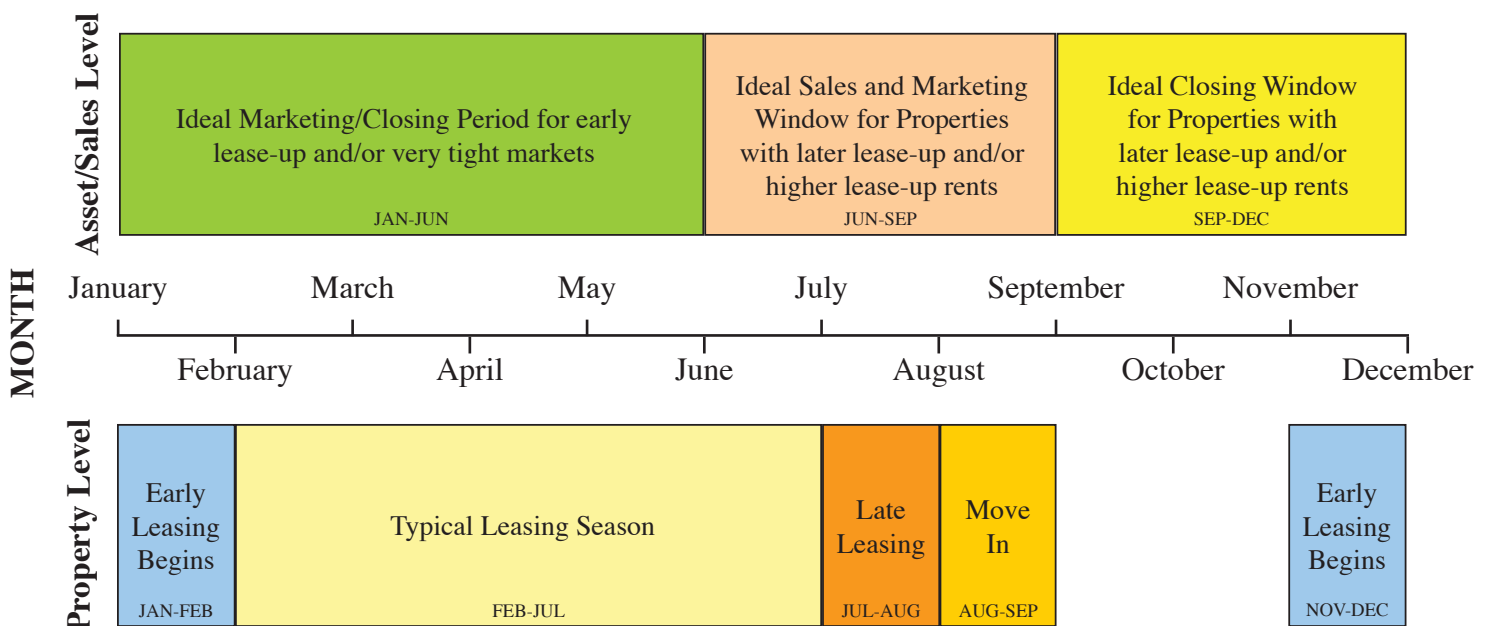 Asset/Sales Level
Ideal Marketing/Closing Period for early
lease-up and/or very tight markets
JAN-JUN
Ideal Sales and Marketing
Window for Properties
with later lease-up and/or
higher lease-up rents
JUN-SEP
Ideal Closing Window
for Properties with
later lease-up and/or
higher lease-up rents
SEP-DEC
MONTH
January
March
May
July
September
November
February
April
June
August
October
December
Property Level
Early
Leasing
Begins
JAN-FEB
Typical Leasing Season
FEB-JUL
Late
Leasing
JUL-AUG
Move
In
AUG-SEP
Early
Leasing
Begins
NOV-DEC